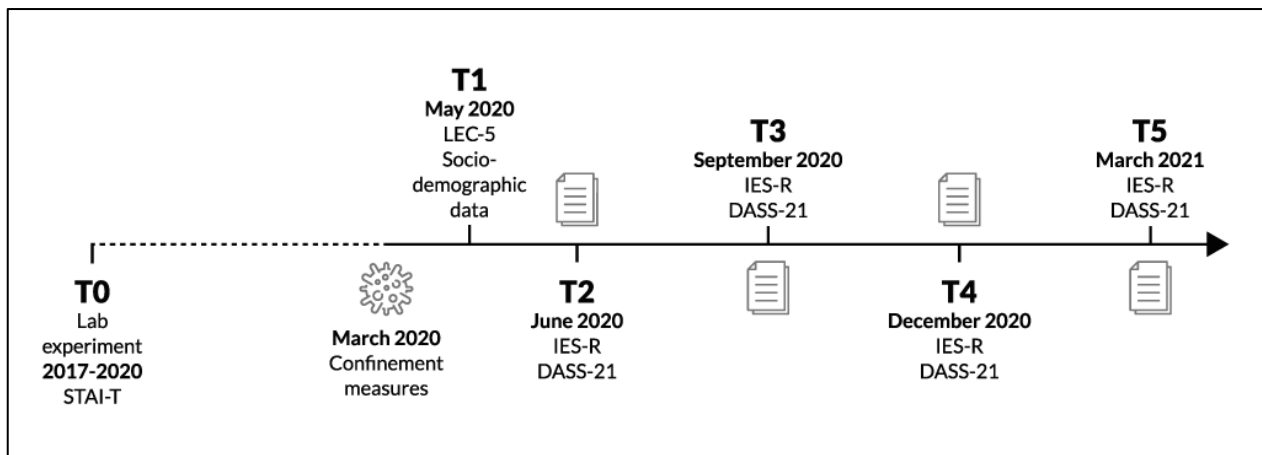 T0
Lab
experiment
2017-2020
STAI-T
March 2020
Confinement
measures
T1
May 2020
LEC-5
Socio-
demographic
data
T2
June 2020
IES-R
DASS-21
T3
September 2020
IES-R
DASS-21
T4
December 2020
IES-R
DASS-21
T5
March 2021
IES-R
DASS-21